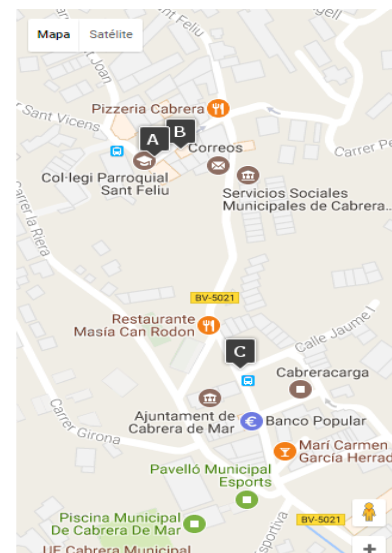 Mapa
Satélite
Sant Joan
Pizzeria Cabrera
Sant Vicens
A
B
Correos
Carrer Pe
Col·legi Parroquial
Sant Feliu
Servicios Sociales
Municipales de Cabrera...
Carrer la Riera
BV-5021
Restaurante
Masía Can Rodon
Calle Jaume I
C
Cabreracarga
Ajuntament de
Cabrera de Mar
Banco Popular
Carrer Girona
Marí Carmen
García Herrad
Pavelló Municipal
Esports
Piscina Municipal
De Cabrera De Mar
BV-5021
sportiva
UE Cabrera Municipal